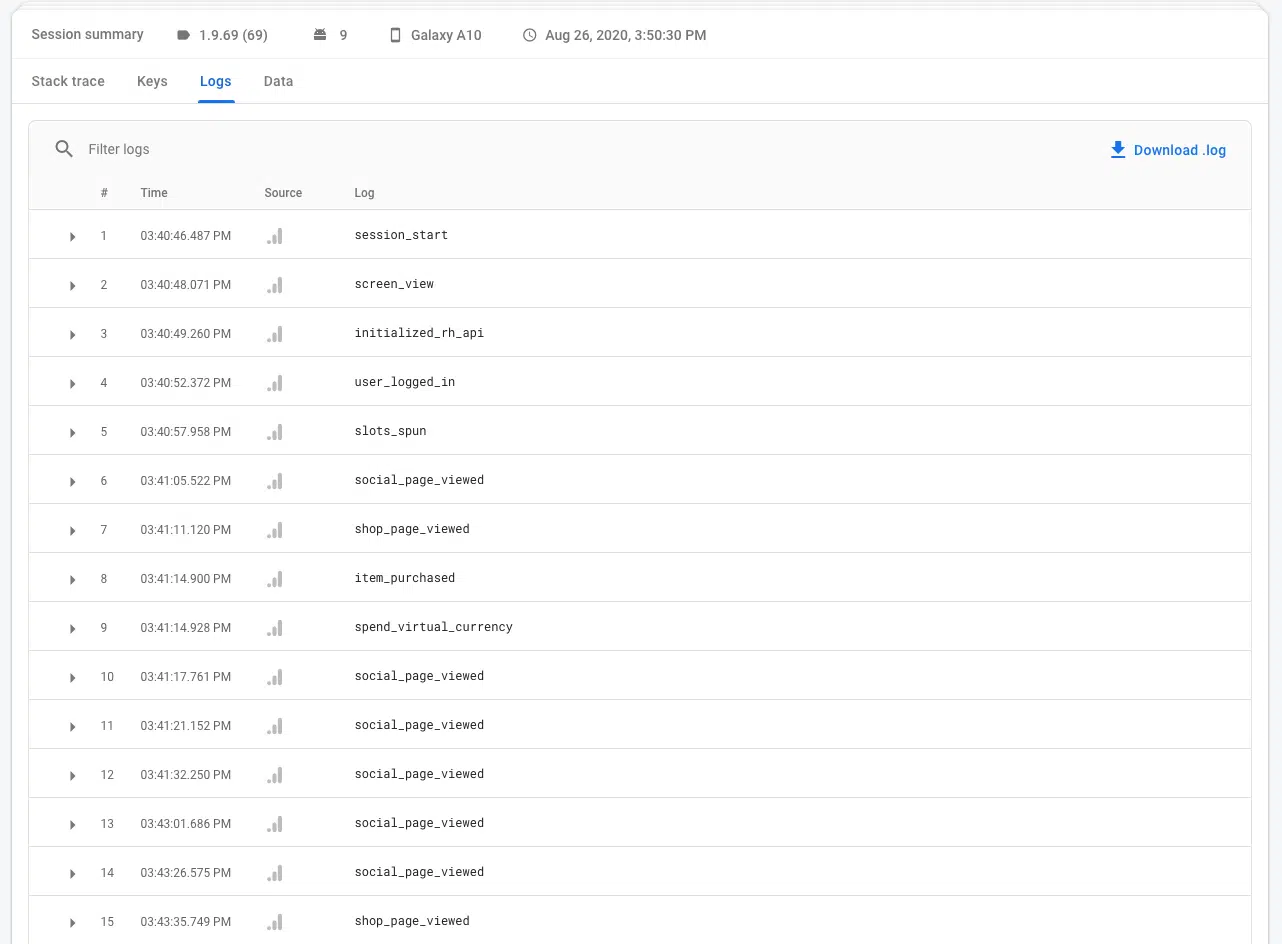 Session summary 1.9.69 (69) 9 Galaxy A10 Aug 26, 2020, 3:50:30 PM
Stack trace Keys Logs Data
Filter logs Download .log
# Time Source Log
1 03:40:46.487 PM session_start
2 03:40:48.071 PM screen_view
3 03:40:49.260 PM initialized_rh_api
4 03:40:52.372 PM user_logged_in
5 03:40:57.958 PM slots_spun
6 03:41:05.522 PM social_page_viewed
7 03:41:11.120 PM shop_page_viewed
8 03:41:14.900 PM item_purchased
9 03:41:14.928 PM spend_virtual_currency
10 03:41:17.761 PM social_page_viewed
11 03:41:21.152 PM social_page_viewed
12 03:41:32.250 PM social_page_viewed
13 03:43:01.686 PM social_page_viewed
14 03:43:26.575 PM social_page_viewed
15 03:43:35.749 PM shop_page_viewed